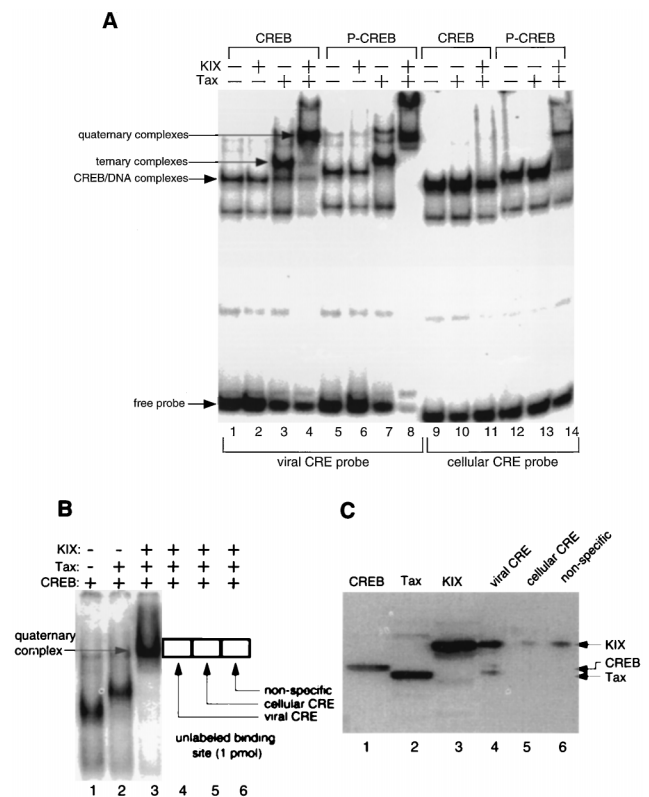 A
CREB P-CREB CREB P-CREB
KIX — + — + — + — + — — + — — +
Tax — — + + — — + + — + + — + +
quaternary complexes
ternary complexes
CREB/DNA complexes
free probe
1 2 3 4 5 6 7 8 9 10 11 12 13 14
viral CRE probe cellular CRE probe
B
KIX: - - + + + +
Tax: - + + + + +
CREB: + + + + + +
quaternary
complex
non-specific
cellular CRE
viral CRE
unlabeled binding
site (1 pmol)
1 2 3 4 5 6
C
CREB Tax KIX viral CRE cellular CRE non-specific
KIX
CREB
Tax
1 2 3 4 5 6